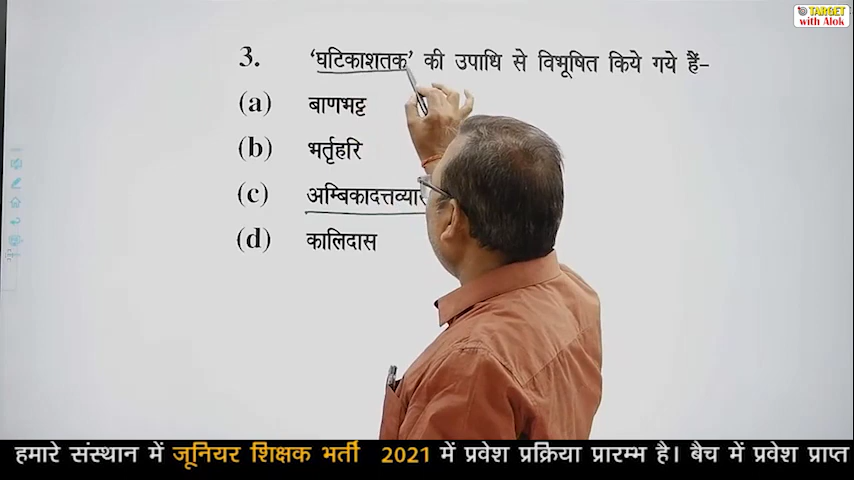 TARGET
with Alok
3. ‘घटिकाशतक’ की उपाधि से विभूषित किये गये हैं–
(a) बाणभट्ट
(b) भर्तृहरि
(c) अम्बिकादत्तव्या
(d) कालिदास
हमारे संस्थान में जूनियर शिक्षक भर्ती 2021 में प्रवेश प्रक्रिया प्रारम्भ है। बैच में प्रवेश प्राप्त